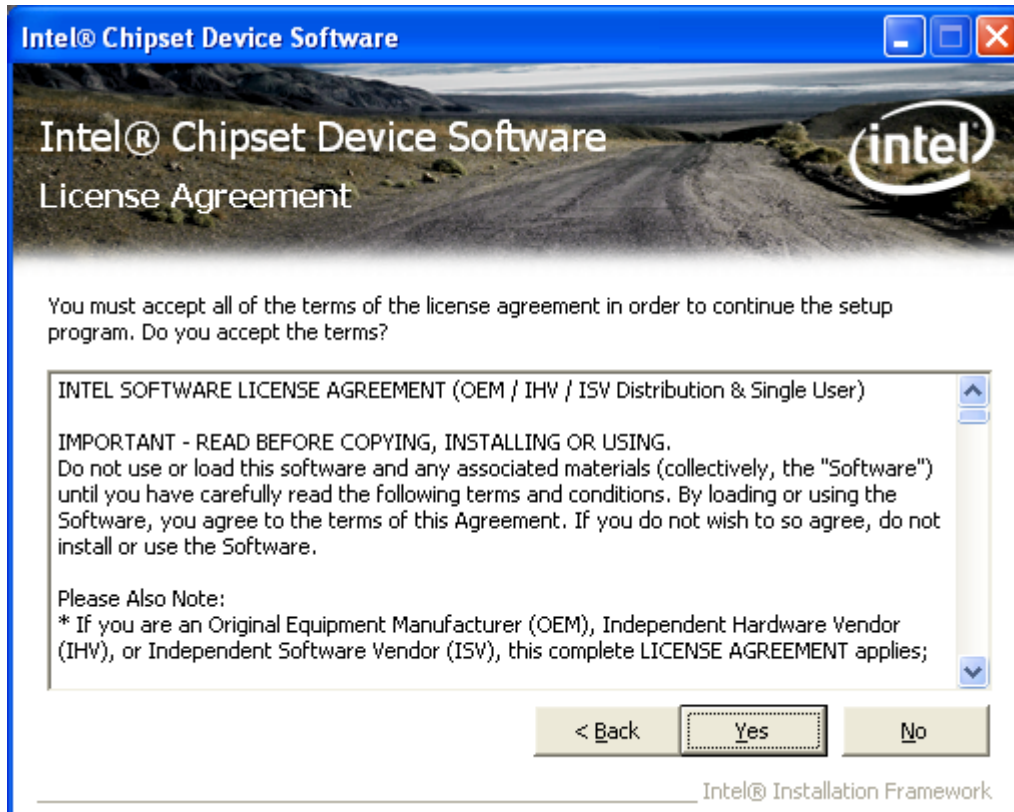 Intel® Chipset Device Software
Intel® Chipset Device Software
intel
License Agreement
You must accept all of the terms of the license agreement in order to continue the setup
program. Do you accept the terms?
INTEL SOFTWARE LICENSE AGREEMENT (OEM / IHV / ISV Distribution & Single User)
IMPORTANT - READ BEFORE COPYING, INSTALLING OR USING.
Do not use or load this software and any associated materials (collectively, the "Software")
until you have carefully read the following terms and conditions. By loading or using the
Software, you agree to the terms of this Agreement. If you do not wish to so agree, do not
install or use the Software.
Please Also Note:
* If you are an Original Equipment Manufacturer (OEM), Independent Hardware Vendor
(IHV), or Independent Software Vendor (ISV), this complete LICENSE AGREEMENT applies;
< Back Yes No
Intel® Installation Framework